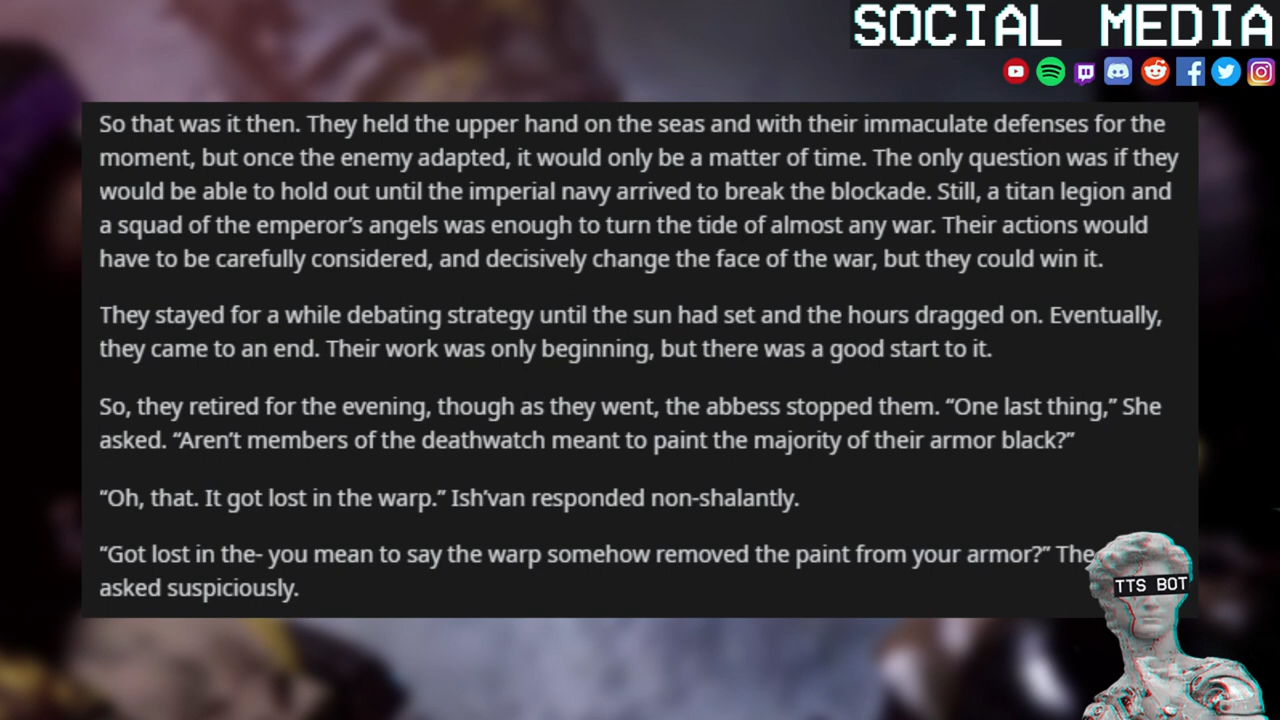 SOCIAL MEDIA
So that was it then. They held the upper hand on the seas and with their immaculate defenses for the
moment, but once the enemy adapted, it would only be a matter of time. The only question was if they
would be able to hold out until the imperial navy arrived to break the blockade. Still, a titan legion and
a squad of the emperor’s angels was enough to turn the tide of almost any war. Their actions would
have to be carefully considered, and decisively change the face of the war, but they could win it.
They stayed for a while debating strategy until the sun had set and the hours dragged on. Eventually,
they came to an end. Their work was only beginning, but there was a good start to it.
So, they retired for the evening, though as they went, the abbess stopped them. “One last thing,” She
asked. “Aren’t members of the deathwatch meant to paint the majority of their armor black?”
“Oh, that. It got lost in the warp.” Ish’van responded non-shalantly.
“Got lost in the- you mean to say the warp somehow removed the paint from your armor?” The
asked suspiciously.
TTS BOT